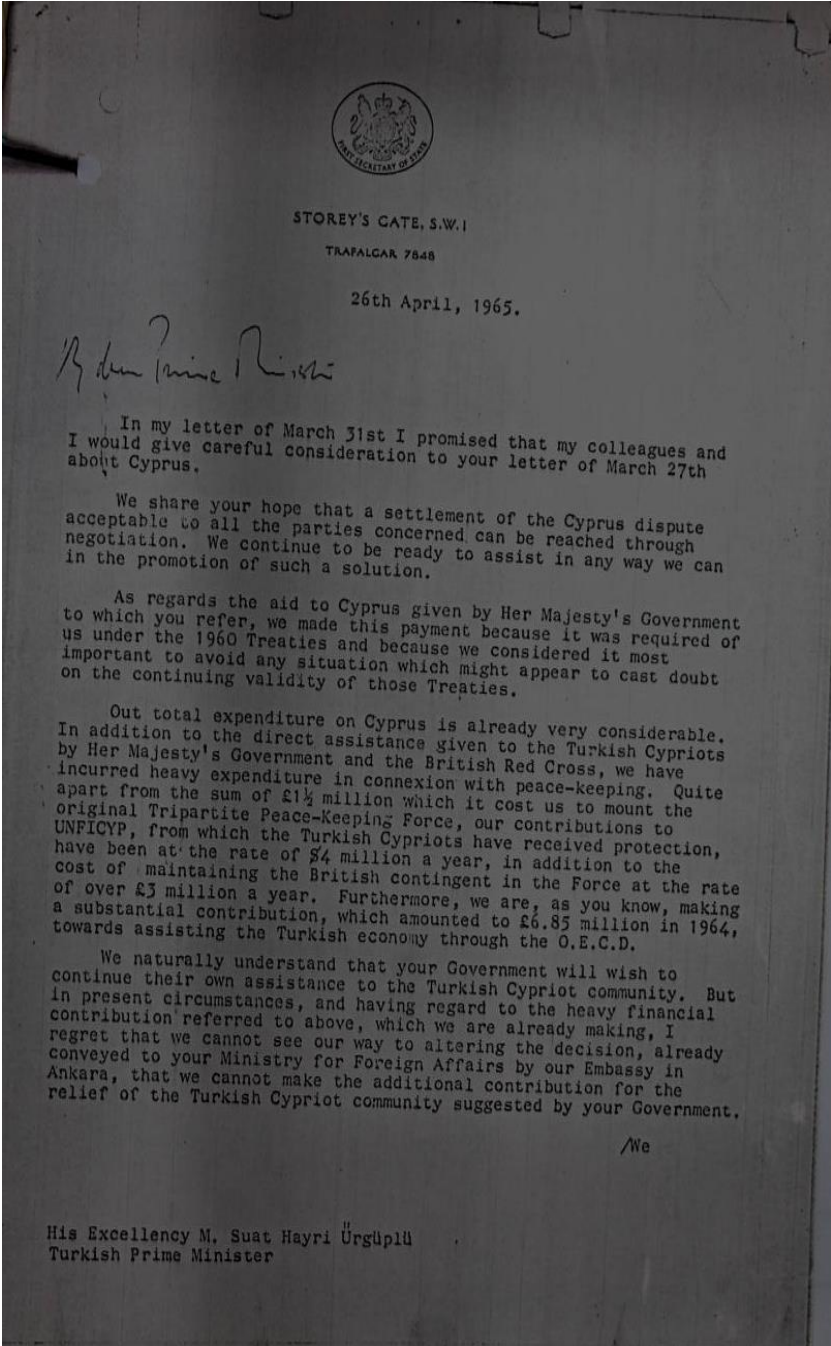 FIRST SECRETARY OF STATE
STOREY'S GATE, S.W.1
TRAFALGAR 7848
26th April, 1965.
My dear Prime Minister
In my letter of March 31st I promised that my colleagues and
I would give careful consideration to your letter of March 27th
about Cyprus.
We share your hope that a settlement of the Cyprus dispute
acceptable to all the parties concerned can be reached through
negotiation. We continue to be ready to assist in any way we can
in the promotion of such a solution.
As regards the aid to Cyprus given by Her Majesty's Government
to which you refer, we made this payment because it was required of
us under the 1960 Treaties and because we considered it most
important to avoid any situation which might appear to cast doubt
on the continuing validity of those Treaties.
Out total expenditure on Cyprus is already very considerable.
In addition to the direct assistance given to the Turkish Cypriots
by Her Majesty's Government and the British Red Cross, we have
incurred heavy expenditure in connexion with peace-keeping. Quite
apart from the sum of £1½ million which it cost us to mount the
original Tripartite Peace-Keeping Force, our contributions to
UNFICYP, from which the Turkish Cypriots have received protection,
have been at the rate of $4 million a year, in addition to the
cost of maintaining the British contingent in the Force at the rate
of over £3 million a year. Furthermore, we are, as you know, making
a substantial contribution, which amounted to £6.85 million in 1964,
towards assisting the Turkish economy through the O.E.C.D.
We naturally understand that your Government will wish to
continue their own assistance to the Turkish Cypriot community. But
in present circumstances, and having regard to the heavy financial
contribution referred to above, which we are already making, I
regret that we cannot see our way to altering the decision, already
conveyed to your Ministry for Foreign Affairs by our Embassy in
Ankara, that we cannot make the additional contribution for the
relief of the Turkish Cypriot community suggested by your Government.
/We
His Excellency M. Suat Hayri Ürgüplü
Turkish Prime Minister